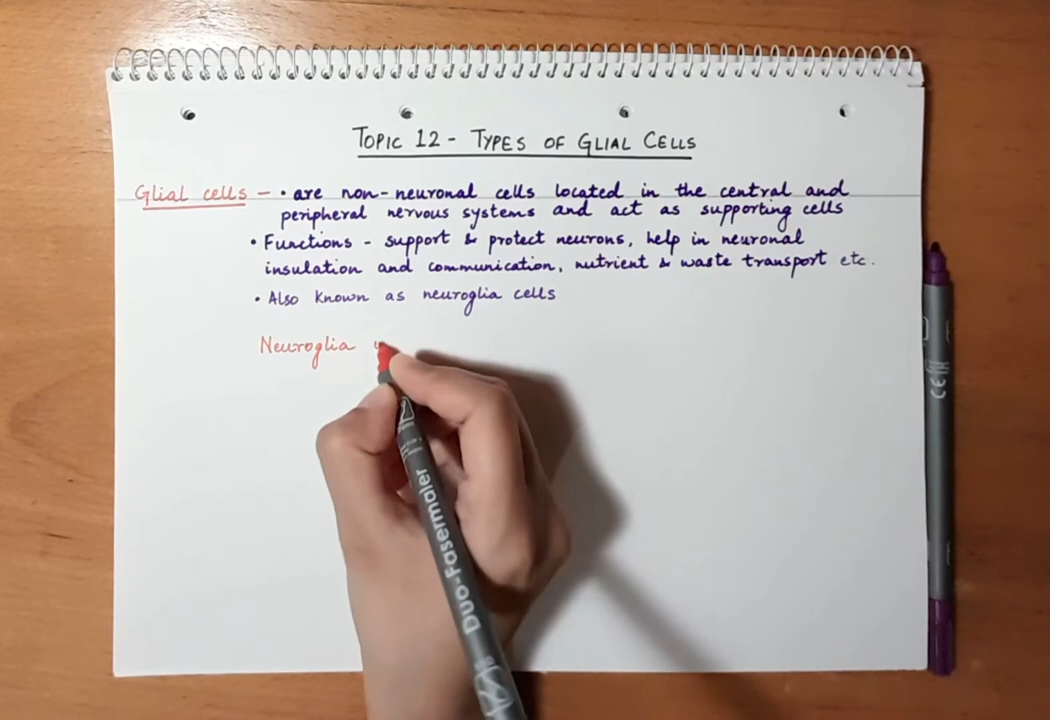 TOPIC 12 - TYPES OF GLIAL CELLS
Glial cells - • are non-neuronal cells located in the central and
peripheral nervous systems and act as supporting cells
• Functions - support & protect neurons, help in neuronal
insulation and communication, nutrient & waste transport etc.
• Also known as neuroglia cells
Neuroglia
Duo-Fasermaler
CE